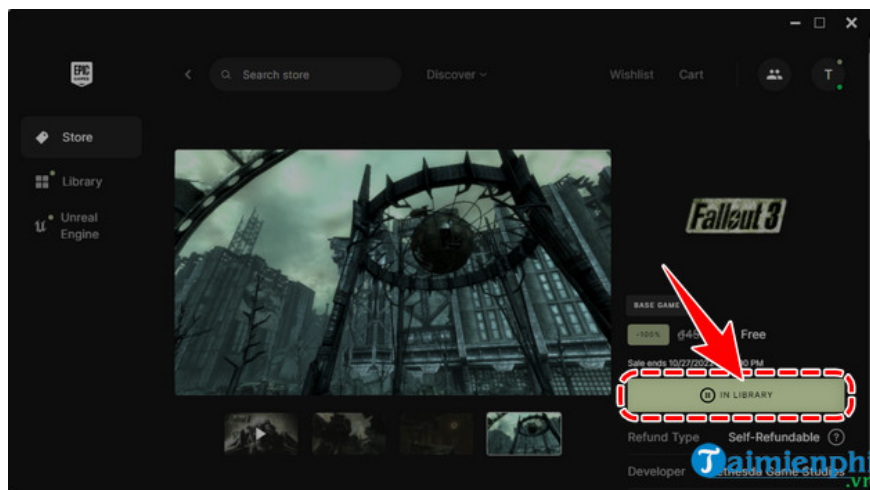 EPIC
GAMES
Search store
Discover
Wishlist
Cart
T
Store
Library
Unreal
Engine
Fallout 3
BASE GAME
-100%
Free
Sale ends 10/27/2022
PM
IN LIBRARY
Refund Type
Self-Refundable
?
Developer
Bethesda Game Studios
Taimienphi
.vn